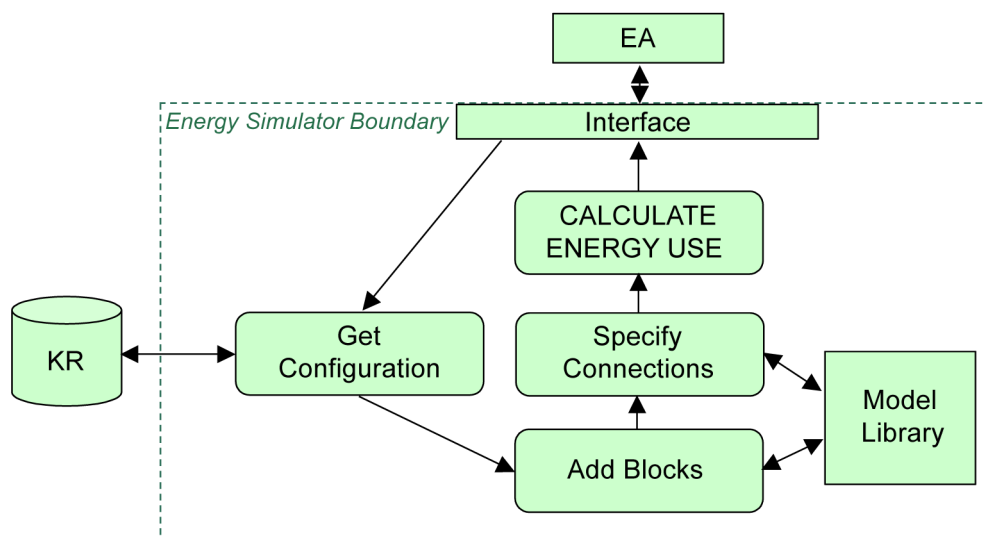 EA
Energy Simulator Boundary
Interface
CALCULATE
ENERGY USE
KR
Get
Configuration
Specify
Connections
Model
Library
Add Blocks